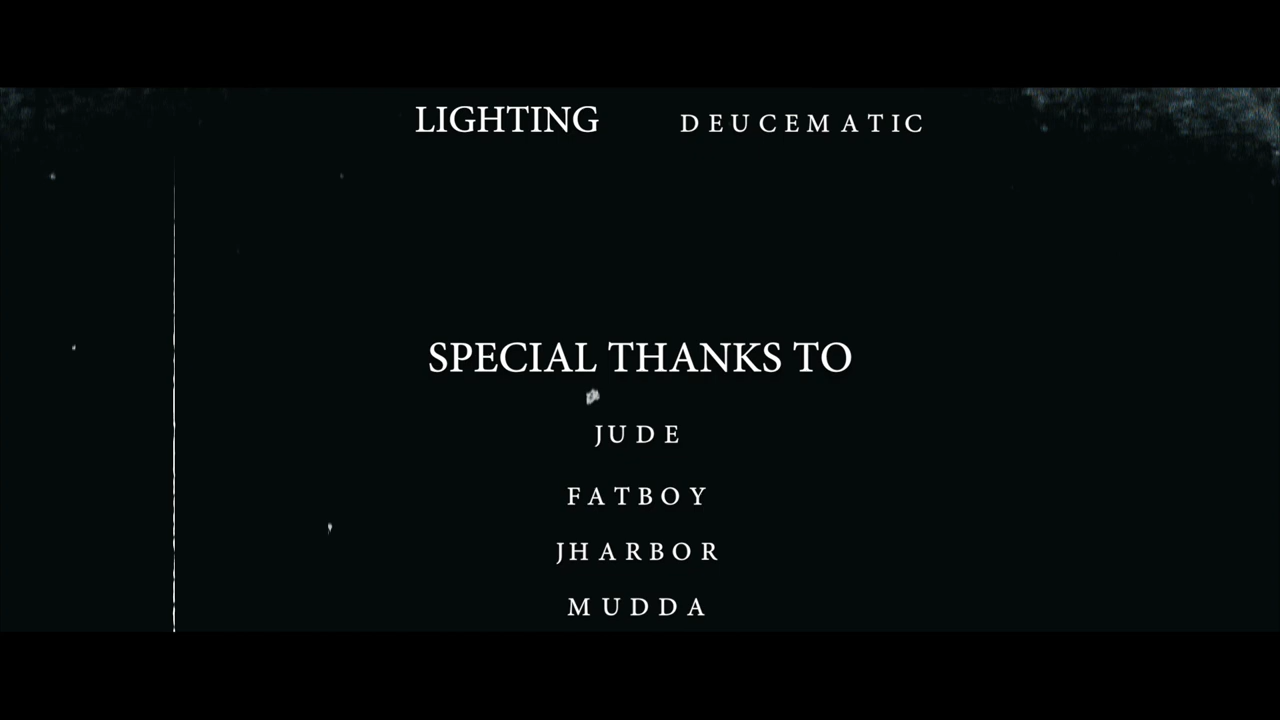 LIGHTING DEUCEMATIC
SPECIAL THANKS TO
JUDE
FATBOY
JHARBOR
MUDDA